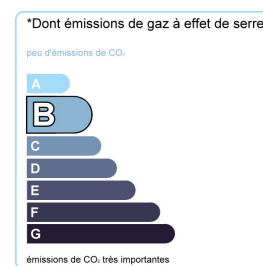 *Dont émissions de gaz à effet de serre
peu d'émissions de CO₂
A
B
C
D
E
F
G
émissions de CO₂ très importantes